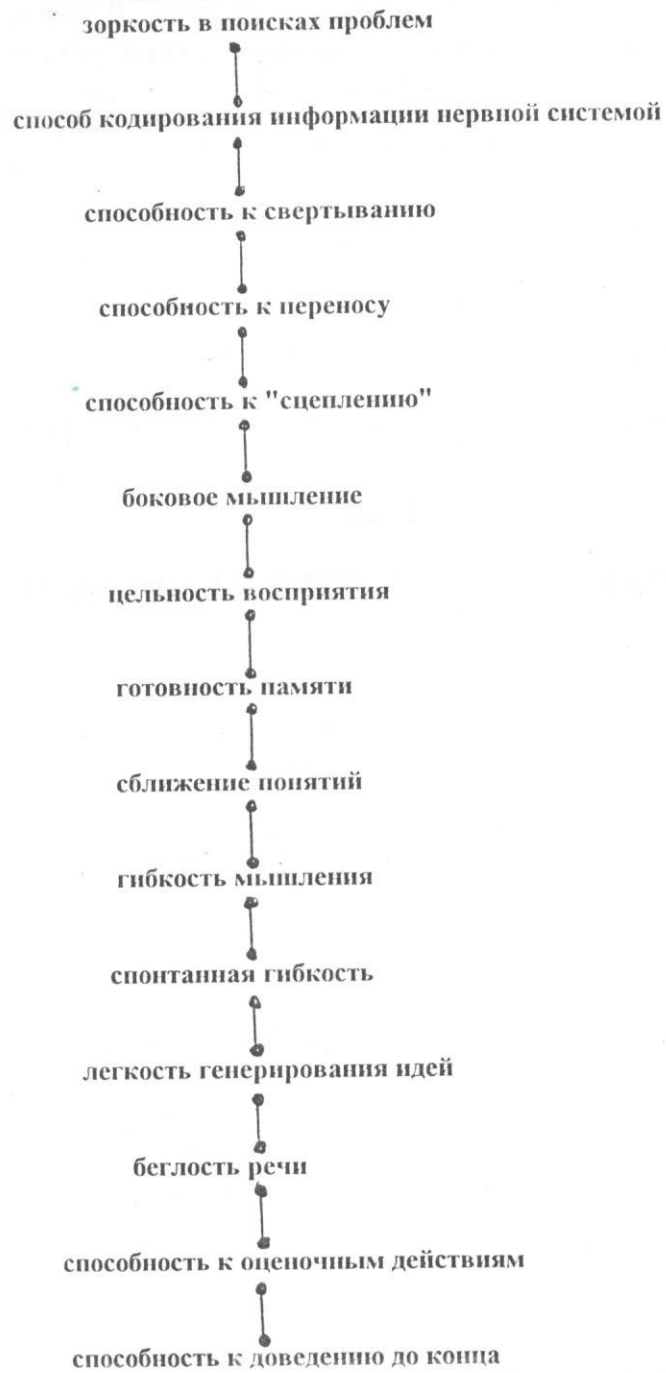 зоркость в поисках проблем
способ кодирования информации нервной системой
способность к свертыванию
способность к переносу
способность к "сцеплению"
боковое мышление
цельность восприятия
готовность памяти
сближение понятий
гибкость мышления
спонтанная гибкость
легкость генерирования идей
беглость речи
способность к оценочным действиям
способность к доведению до конца